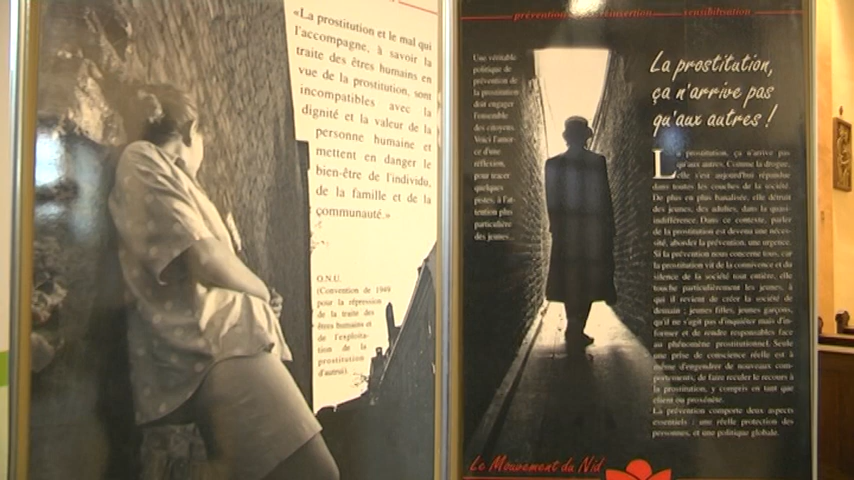 «La prostitution et le mal qui
l'accompagne, à savoir la
traite des êtres humains en
vue de la prostitution, sont
incompatibles avec la
dignité et la valeur de la
personne humaine et
mettent en danger le
bien-être de l'individu,
de la famille et de la
communauté.»
O.N.U.
(Convention de 1949
pour la répression
de la traite des
êtres humains et
de l'exploita-
tion de la
prostitution
d'autrui).
prévention réinsertion sensibilisation
Une véritable
politique de
prévention de
la prostitution
doit engager
l'ensemble
des citoyens.
Voici l'amor-
ce d'une
réflexion,
pour tracer
quelques
pistes, à l'at-
tention plus
particulière
des jeunes...
La prostitution,
ça n'arrive pas
qu'aux autres !
La prostitution, ça n'arrive pas
qu'aux autres. Comme la drogue,
elle s'est aujourd'hui répandue
dans toutes les couches de la société.
De plus en plus banalisée, elle détruit
des jeunes, des adultes, dans la quasi-
indifférence. Dans ce contexte, parler
de la prostitution est devenu une néces-
sité, aborder la prévention, une urgence.
Si la prévention nous concerne tous, car
la prostitution vit de la connivence et du
silence de la société tout entière, elle
touche particulièrement les jeunes, à
qui il revient de créer la société de
demain ; jeunes filles, jeunes garçons,
qu'il ne s'agit pas d'inquiéter mais d'in-
former et de rendre responsables face
au phénomène prostitutionnel. Seule
une prise de conscience réelle est à
même d'engendrer de nouveaux com-
portements, de faire reculer le recours à
la prostitution, y compris en tant que
client ou proxénète.
La prévention comporte deux aspects
essentiels : une réelle protection des
personnes, et une politique globale.
Le Mouvement du Nid